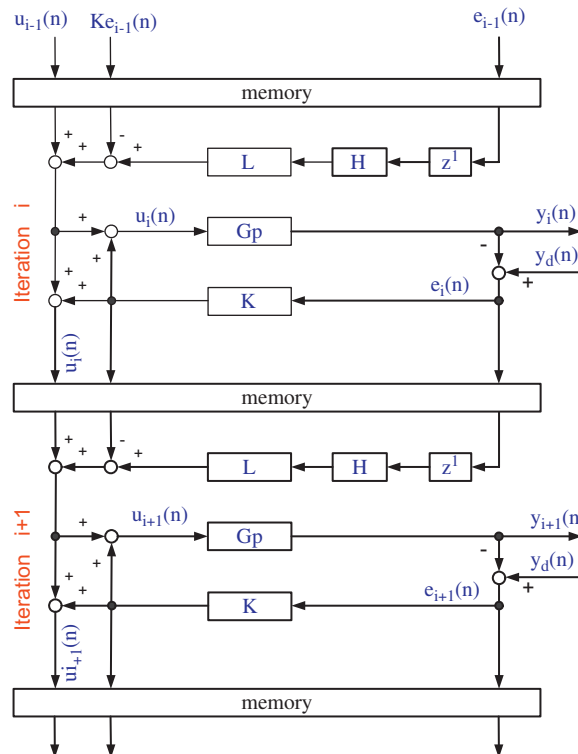 u_{i-1}(n) Ke_{i-1}(n) e_{i-1}(n)
memory
+ - 
+ + L H z^1
Iteration i
+ u_i(n) Gp y_i(n)
+ - y_d(n)
+ + K e_i(n) +
u_i(n)
memory
+ -
+ + L H z^1
Iteration i+1
+ u_{i+1}(n) Gp y_{i+1}(n)
+ - y_d(n)
+ + K e_{i+1}(n) +
ui_{+1}(n)
memory